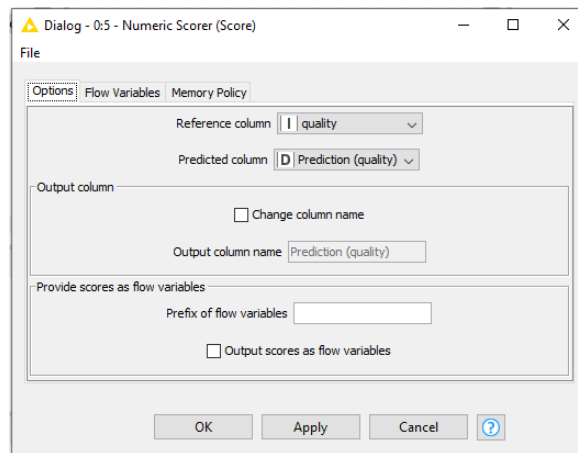 Dialog - 0:5 - Numeric Scorer (Score)
File
Options Flow Variables Memory Policy
Reference column I quality
Predicted column D Prediction (quality)
Output column
Change column name
Output column name Prediction (quality)
Provide scores as flow variables
Prefix of flow variables
Output scores as flow variables
OK Apply Cancel ?